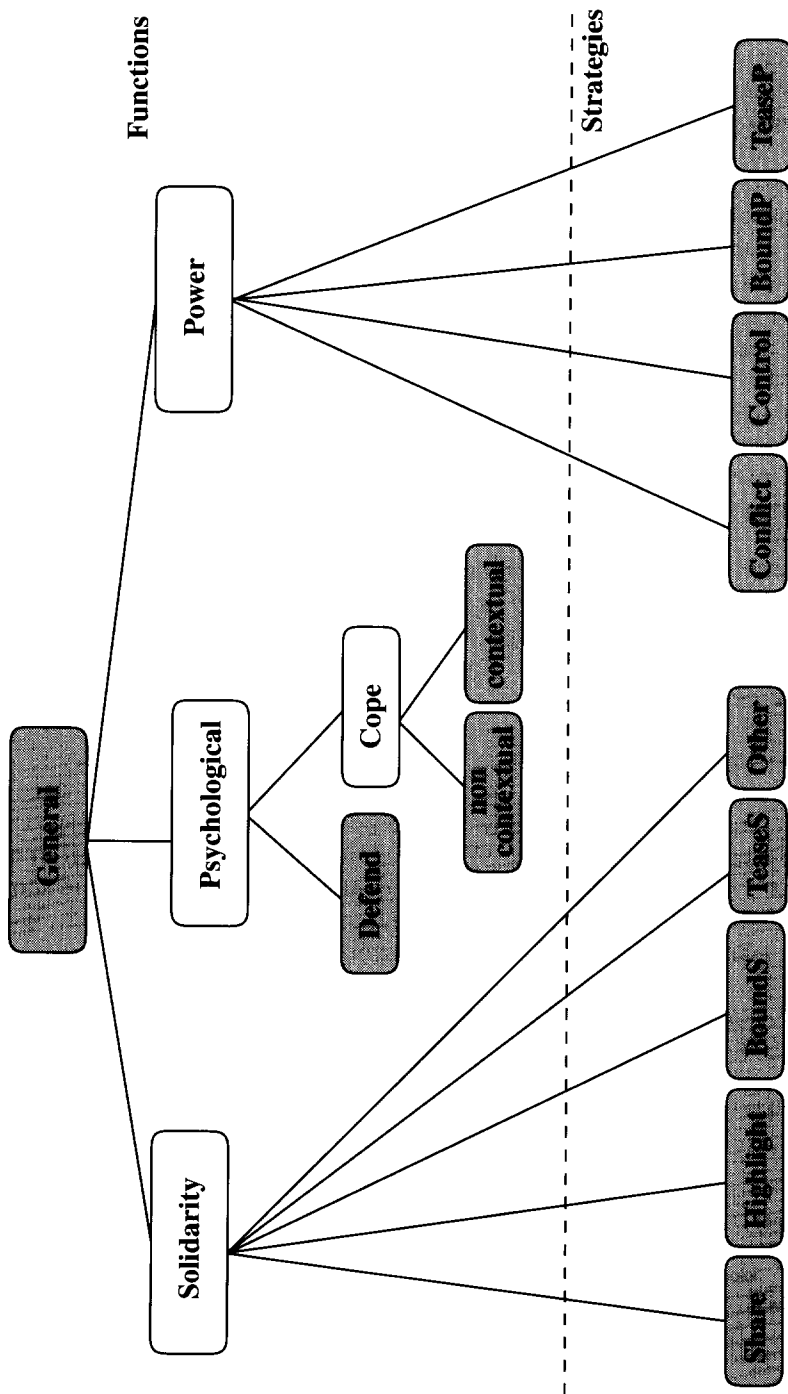 General
Functions
Solidarity
Psychological
Power
Defend
Cope
non
contextual
contextual
Strategies
Share
Highlight
BoundS
TeaseS
Other
Conflict
Control
BoundP
TeaseP